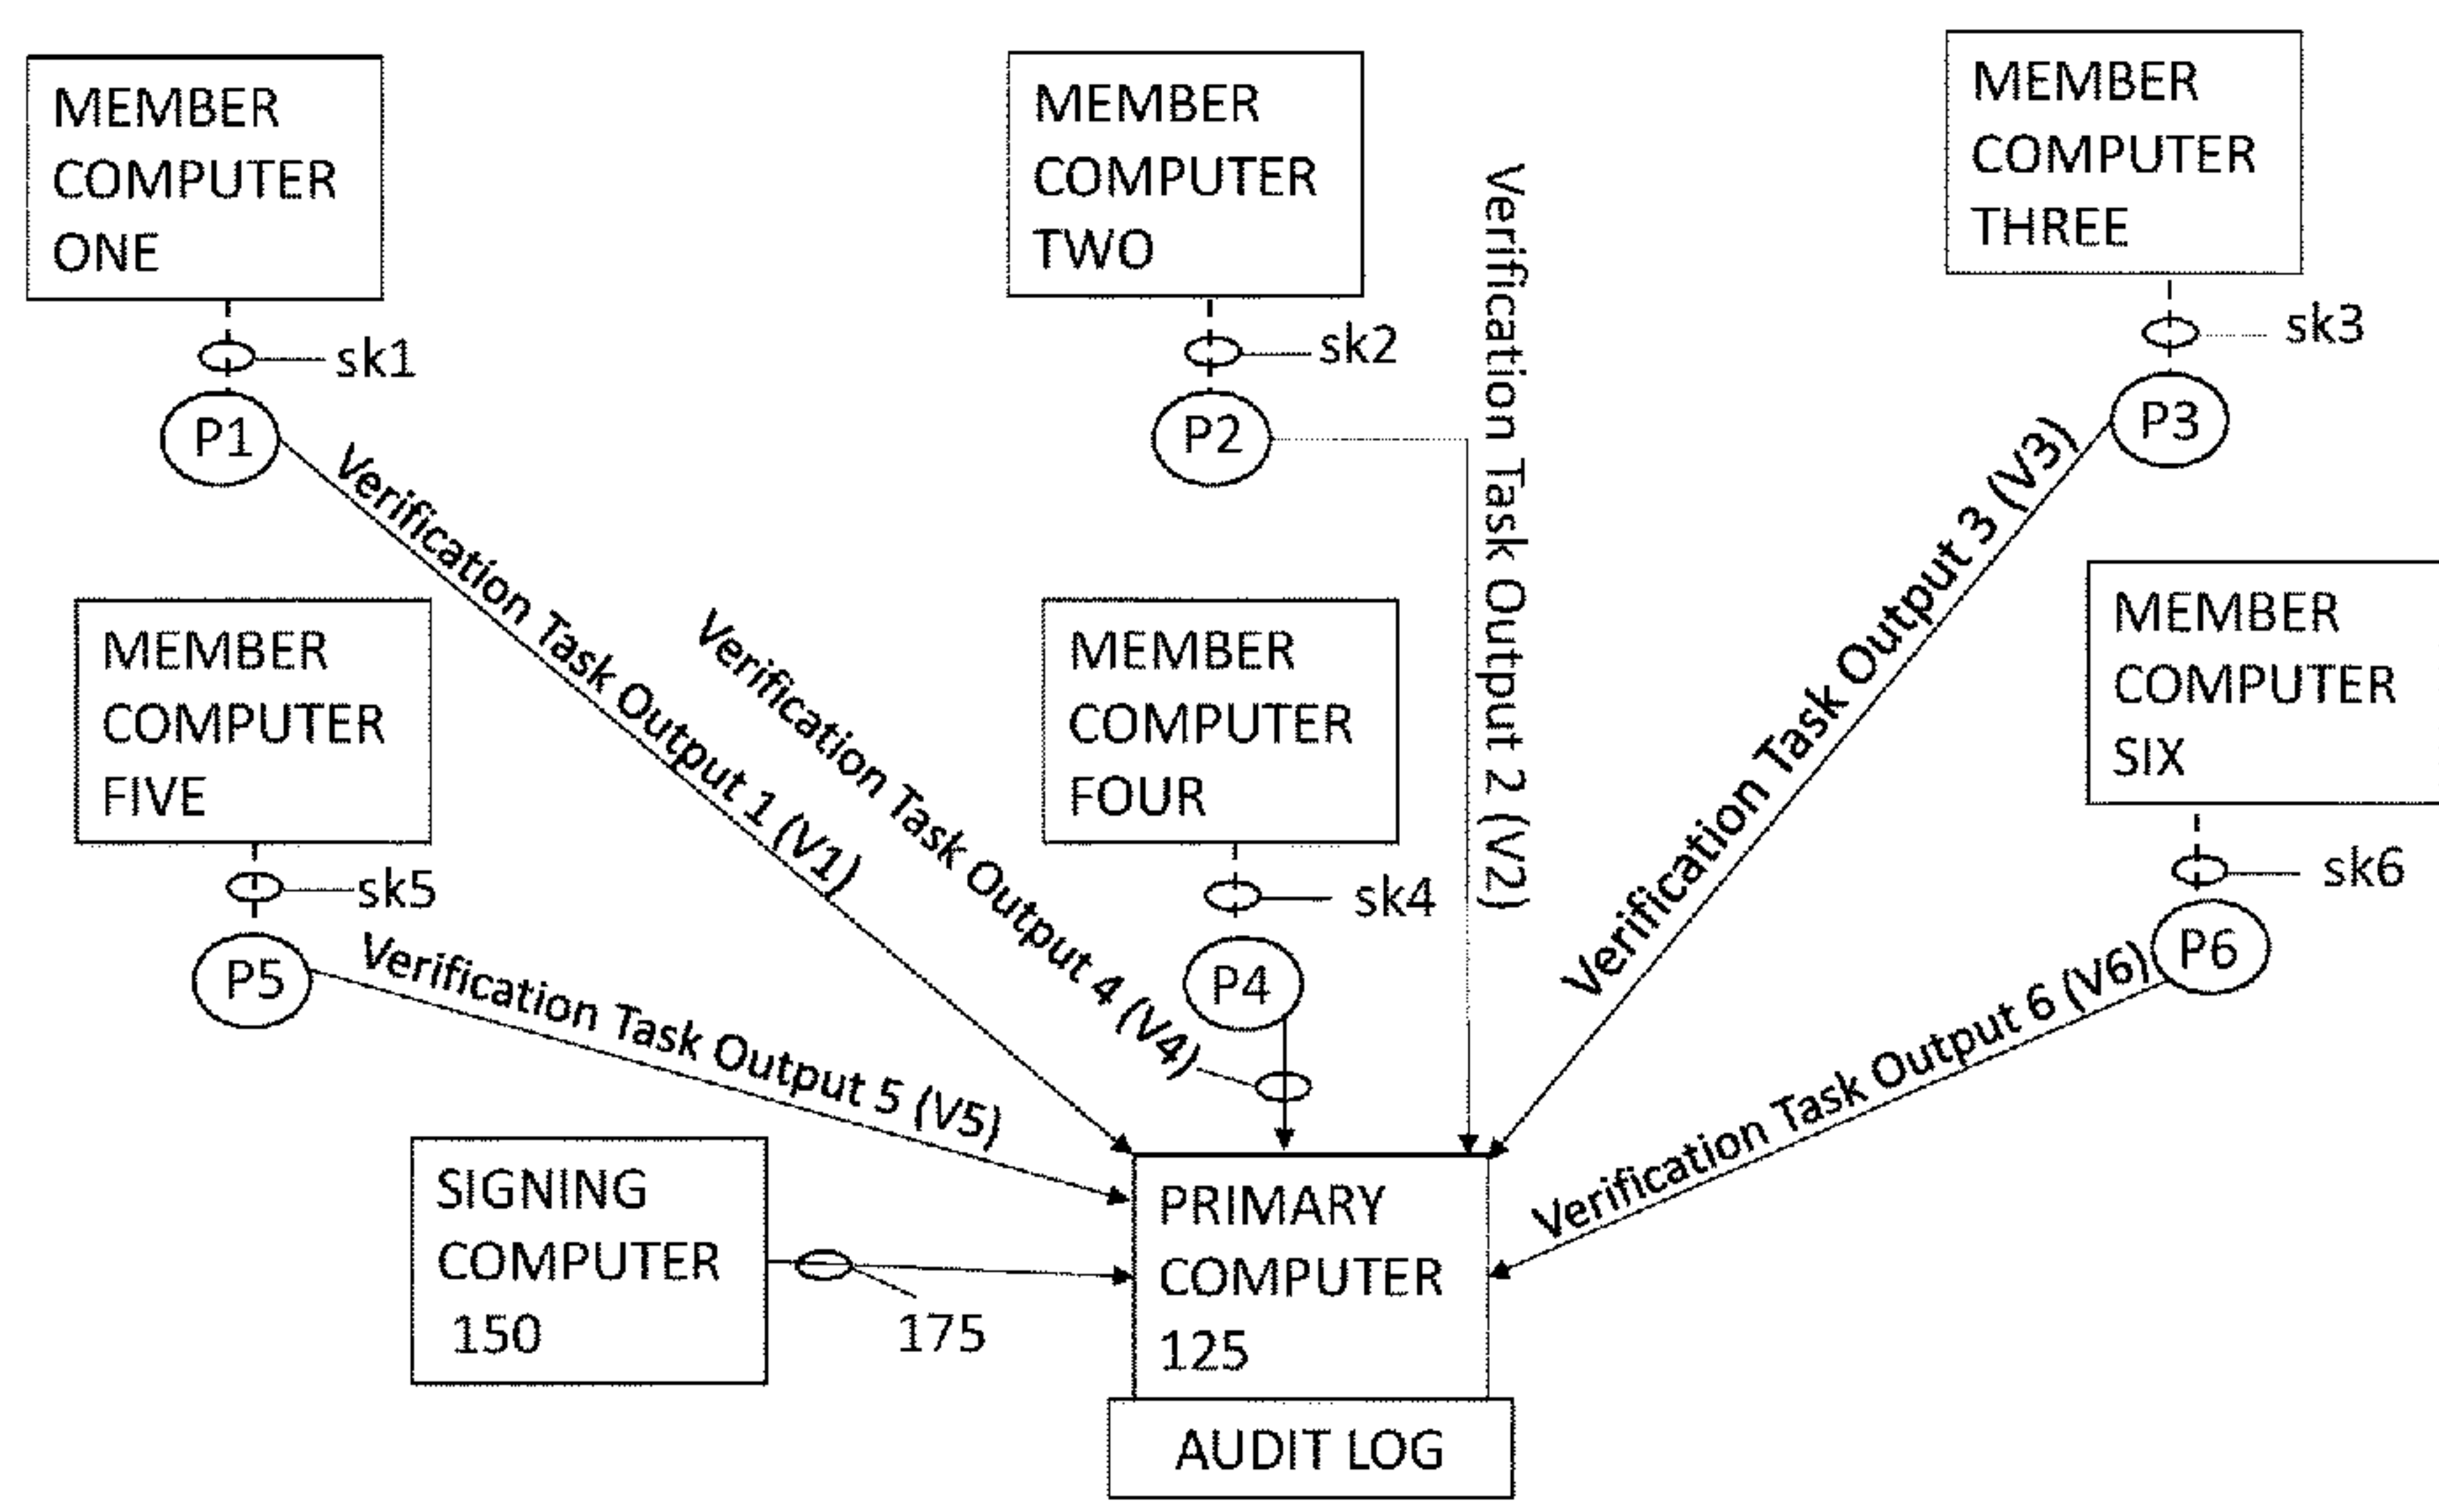 MEMBER
COMPUTER
ONE
sk1
P1
Verification Task Output 1 (V1)
MEMBER
COMPUTER
TWO
sk2
P2
Verification Task Output 2 (V2)
MEMBER
COMPUTER
THREE
sk3
P3
Verification Task Output 3 (V3)
MEMBER
COMPUTER
FIVE
sk5
P5
Verification Task Output 5 (V5)
MEMBER
COMPUTER
FOUR
sk4
P4
Verification Task Output 4 (V4)
MEMBER
COMPUTER
SIX
sk6
P6
Verification Task Output 6 (V6)
SIGNING
COMPUTER
150
175
PRIMARY
COMPUTER
125
AUDIT LOG